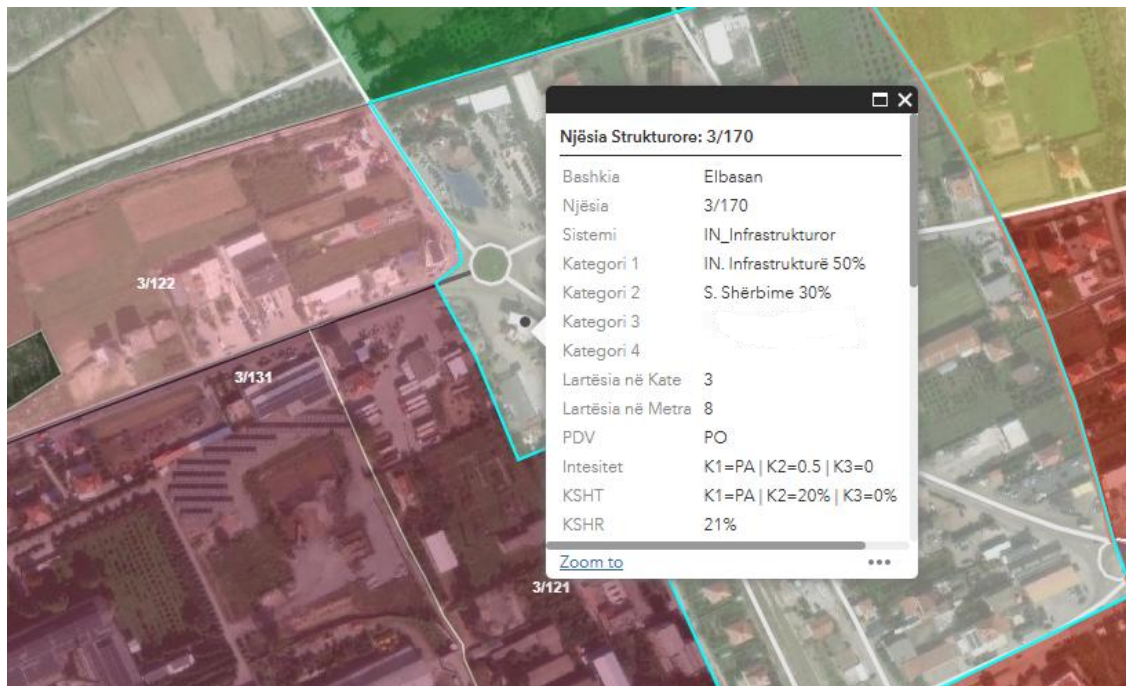 Njësia Strukturore: 3/170
Bashkia Elbasan
Njësia 3/170
Sistemi IN_Infrastrukturor
Kategori 1 IN. Infrastrukturë 50%
Kategori 2 S. Shërbime 30%
Kategori 3
Kategori 4
Lartësia në Kate 3
Lartësia në Metra 8
PDV PO
Intesitet K1=PA | K2=0.5 | K3=0
KSHT K1=PA | K2=20% | K3=0%
KSHR 21%
Zoom to
3/122
3/131
3/121